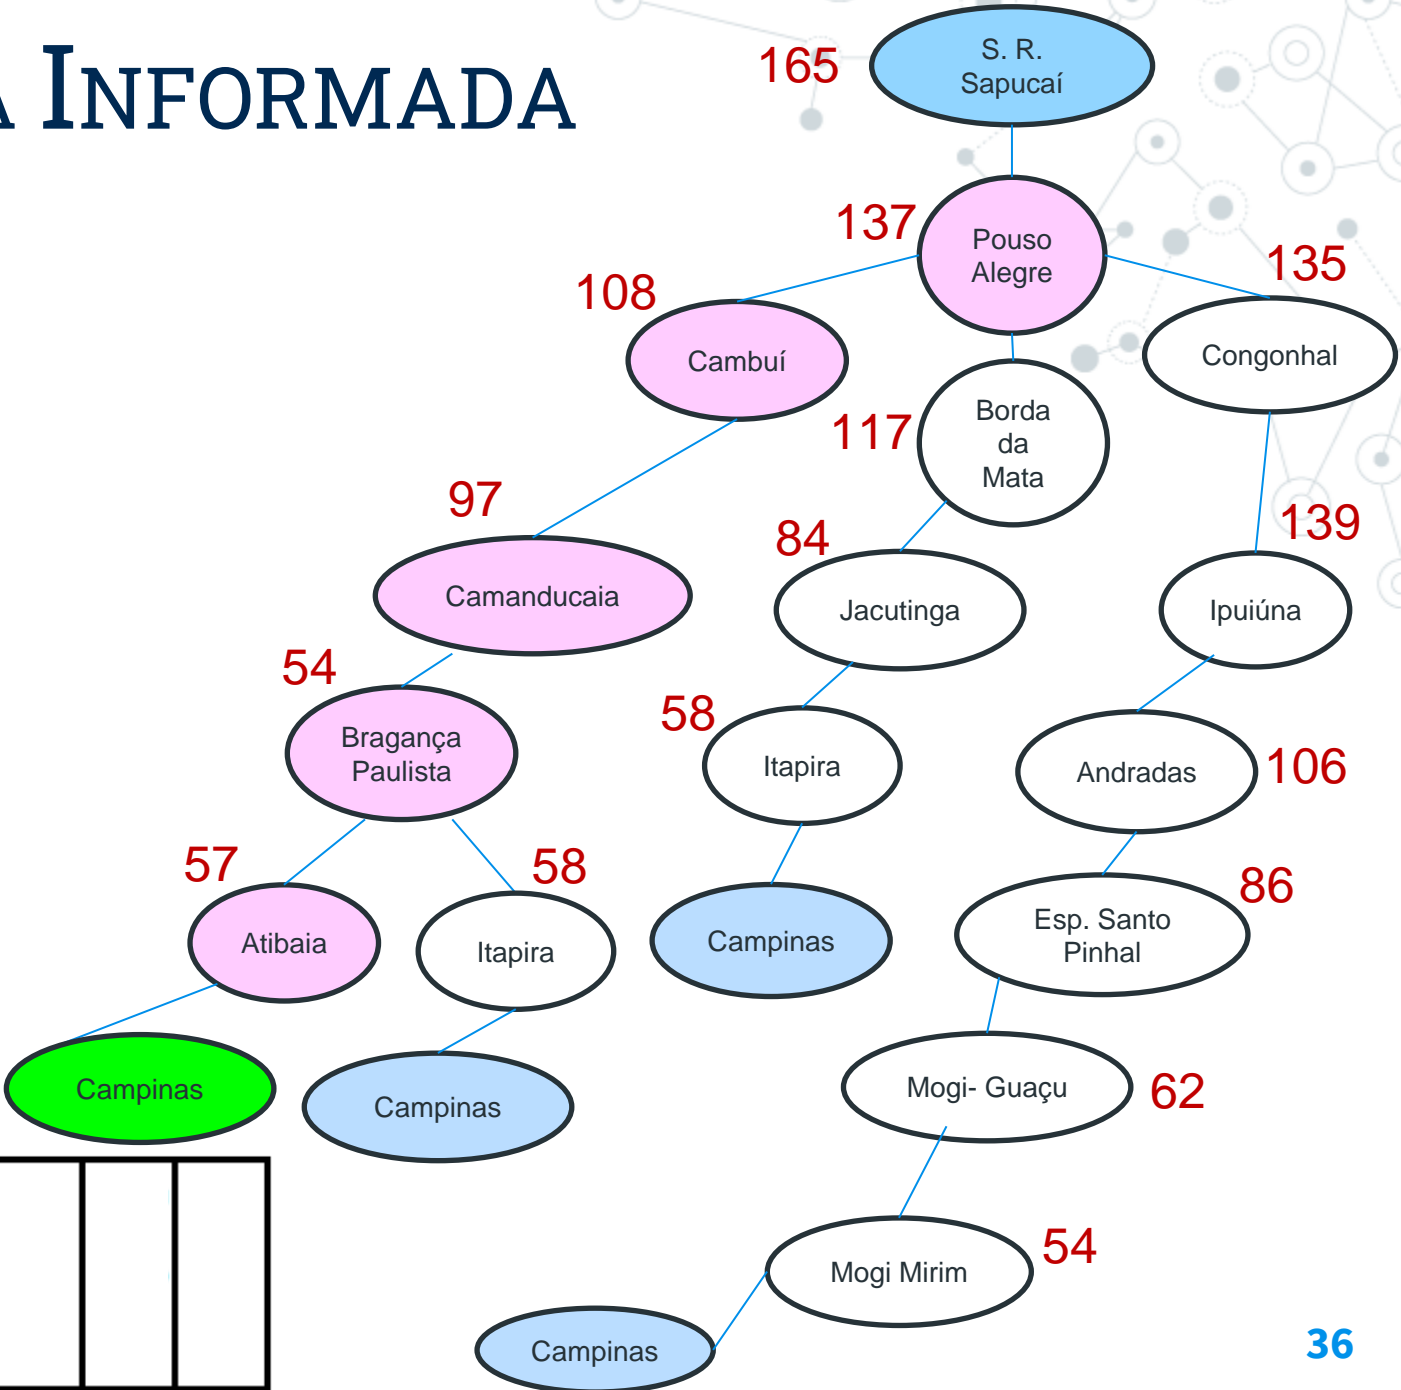 A INFORMADA
165
S. R.
Sapucaí
137
Pouso
Alegre
135
108
Cambuí
Congonhal
117
Borda
da
Mata
97
84
139
Camanducaia
Jacutinga
Ipuiúna
54
58
Bragança
Paulista
Itapira
Andradas
106
57
58
86
Atibaia
Itapira
Campinas
Esp. Santo
Pinhal
Campinas
Campinas
Mogi- Guaçu
62
54
Mogi Mirim
Campinas
36